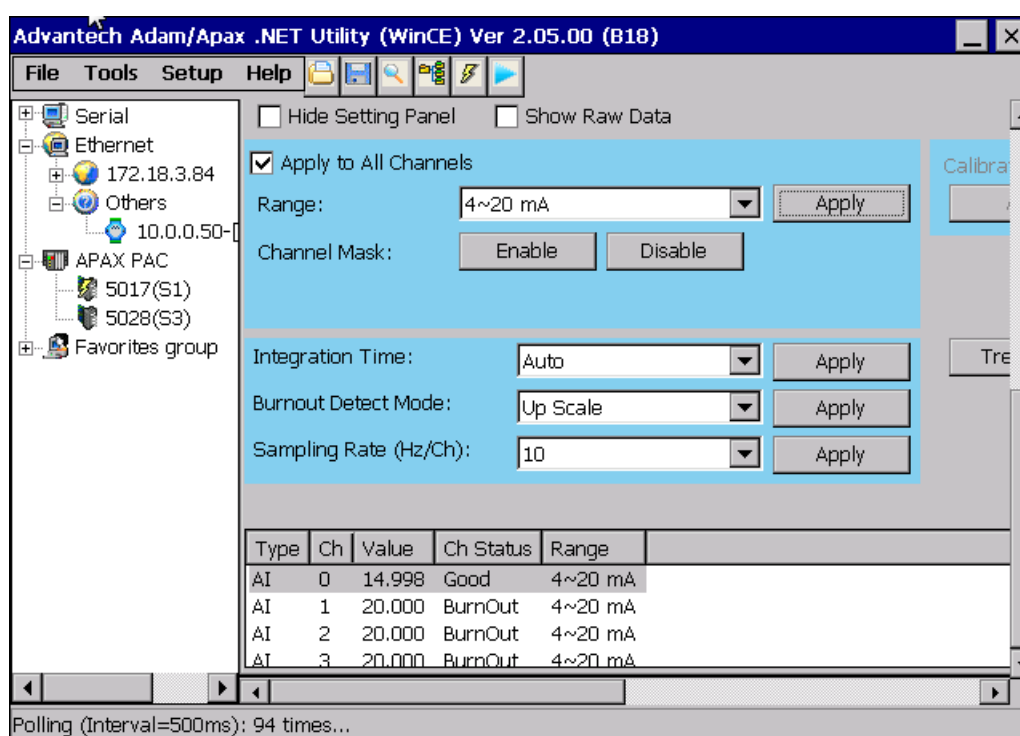 Advantech Adam/Apax .NET Utility (WinCE) Ver 2.05.00 (B18)
File Tools Setup Help
Serial
Ethernet
172.18.3.84
Others
10.0.0.50-[
APAX PAC
5017(S1)
5028(S3)
Favorites group
Hide Setting Panel Show Raw Data
Apply to All Channels
Range: 4~20 mA Apply
Channel Mask: Enable Disable
Calibra
Integration Time: Auto Apply
Tre
Burnout Detect Mode: Up Scale Apply
Sampling Rate (Hz/Ch): 10 Apply
Type Ch Value Ch Status Range
AI 0 14.998 Good 4~20 mA
AI 1 20.000 BurnOut 4~20 mA
AI 2 20.000 BurnOut 4~20 mA
AI 3 20.000 BurnOut 4~20 mA
Polling (Interval=500ms): 94 times...